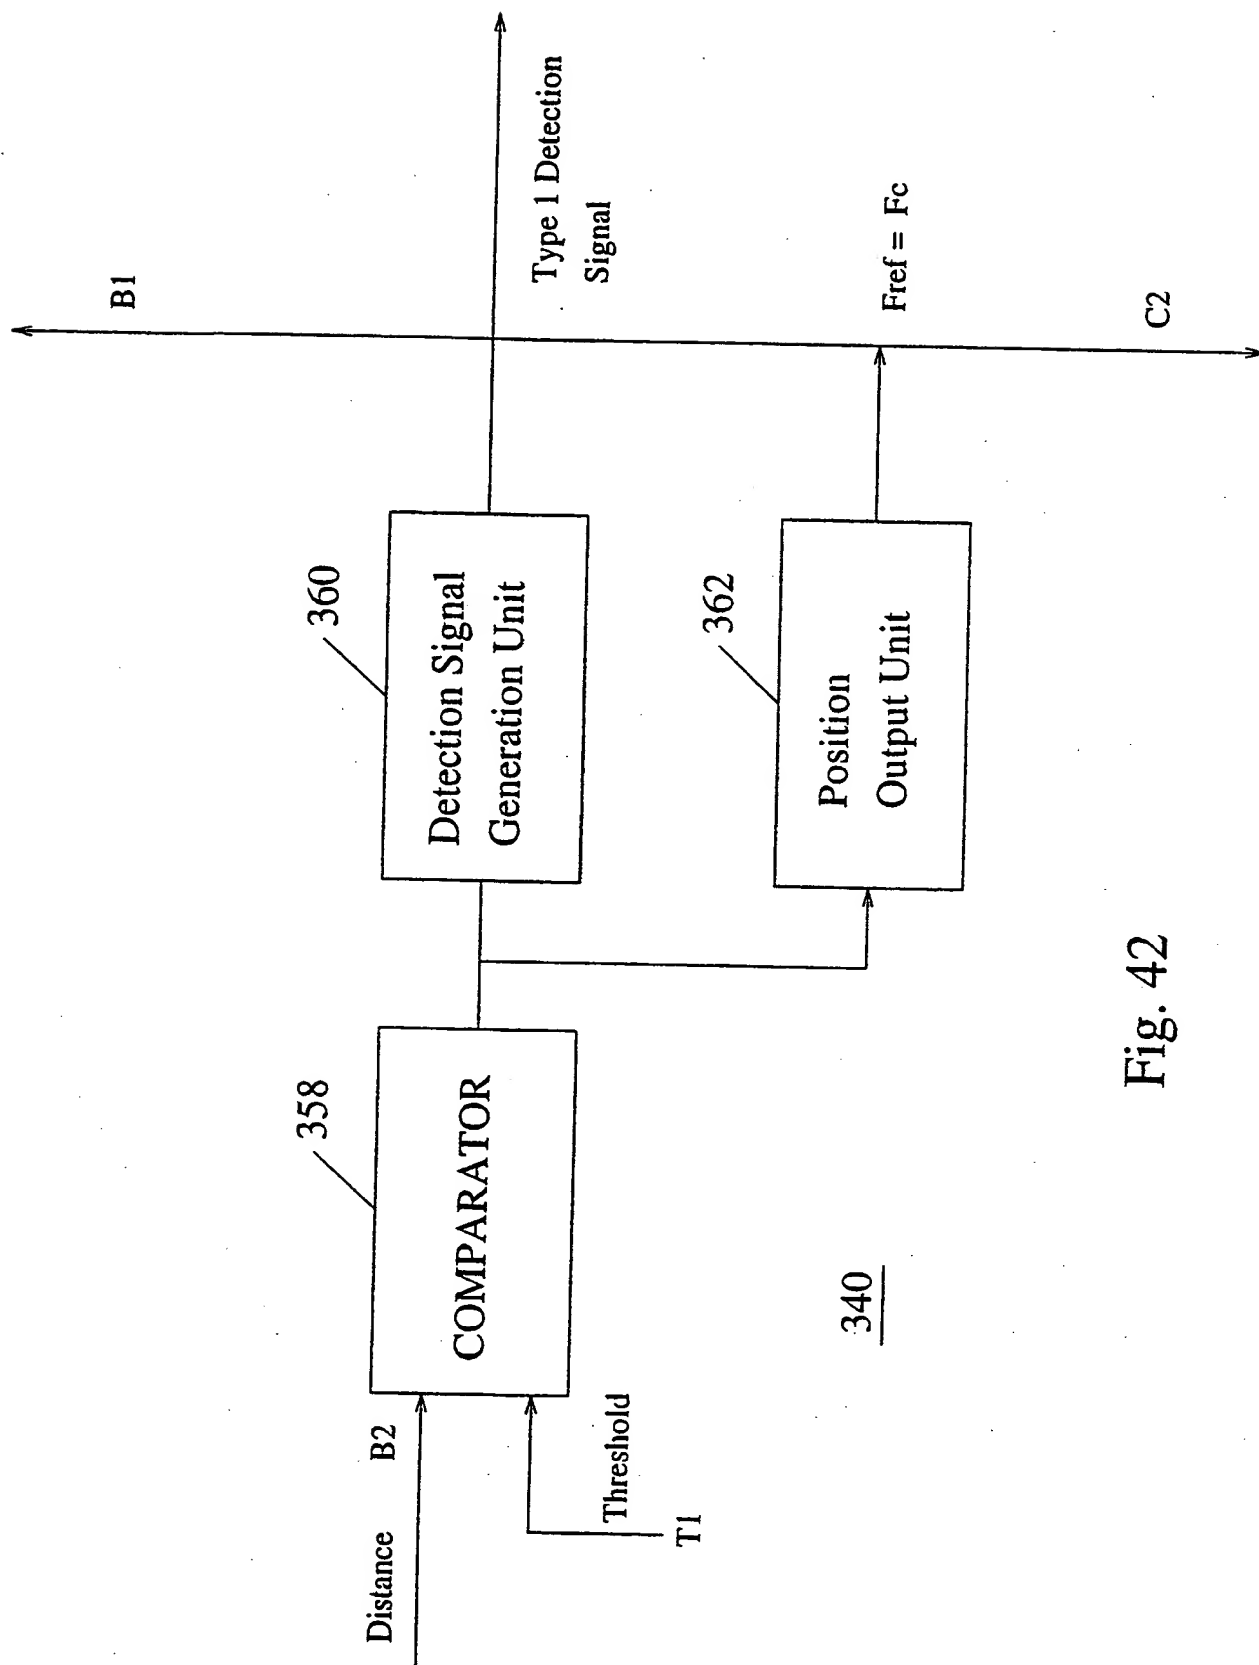 Distance B2
Threshold
T1
358
COMPARATOR
360
Detection Signal
Generation Unit
362
Position
Output Unit
B1
Type 1 Detection
Signal
Fref = Fc
C2
340
Fig. 42